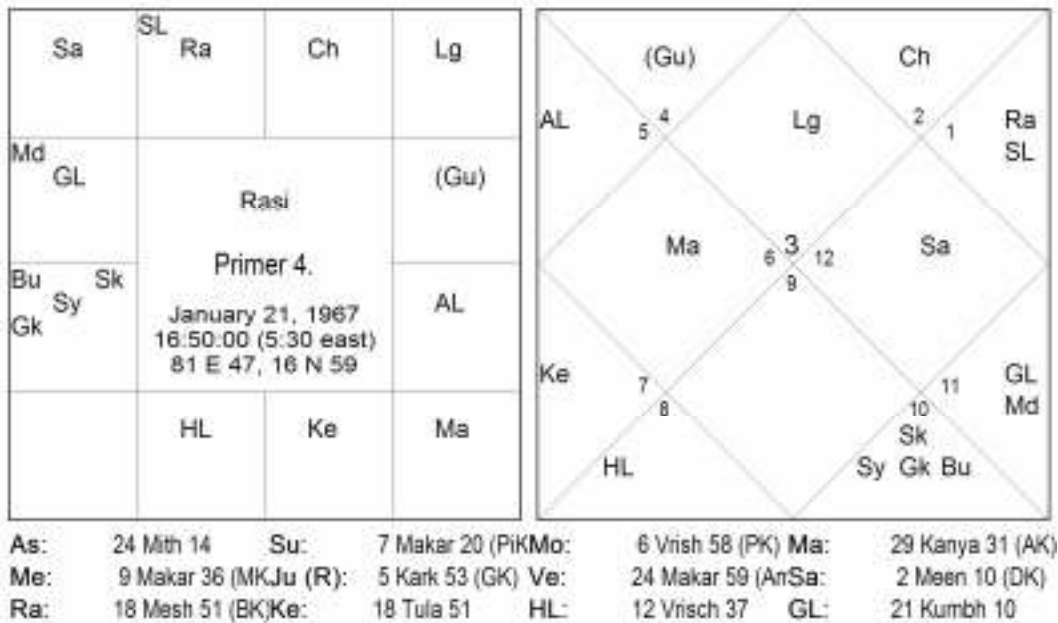 Sa
SL
Ra
Ch
Lg
Md
GL
(Gu)
Rasi
Primer 4.
January 21, 1967
16:50:00 (5:30 east)
81 E 47, 16 N 59
Bu Sk
Sy
Gk
AL
HL
Ke
Ma
(Gu)
Ch
AL
5 4
Lg
2 1
Ra
SL
Ma
3
6 12
9
Sa
Ke
7
8
HL
11
10
GL
Md
Sk
Sy Gk Bu
As: 24 Mith 14 Su: 7 Makar 20 (PiK Mo: 6 Vrish 58 (PK) Ma: 29 Kanya 31 (AK)
Me: 9 Makar 36 (MK Ju (R): 5 Kark 53 (GK) Ve: 24 Makar 59 (Am Sa: 2 Meen 10 (DK)
Ra: 18 Mesh 51 (BK) Ke: 18 Tula 51 HL: 12 Vrisch 37 GL: 21 Kumbh 10